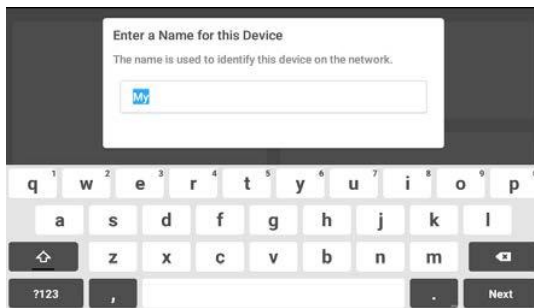 Enter a Name for this Device
The name is used to identify this device on the network.
My
q 1 w 2 e 3 r 4 t 5 y 6 u 7 i 8 o 9 p
a s d f g h j k l
z x c v b n m
?123 , . Next